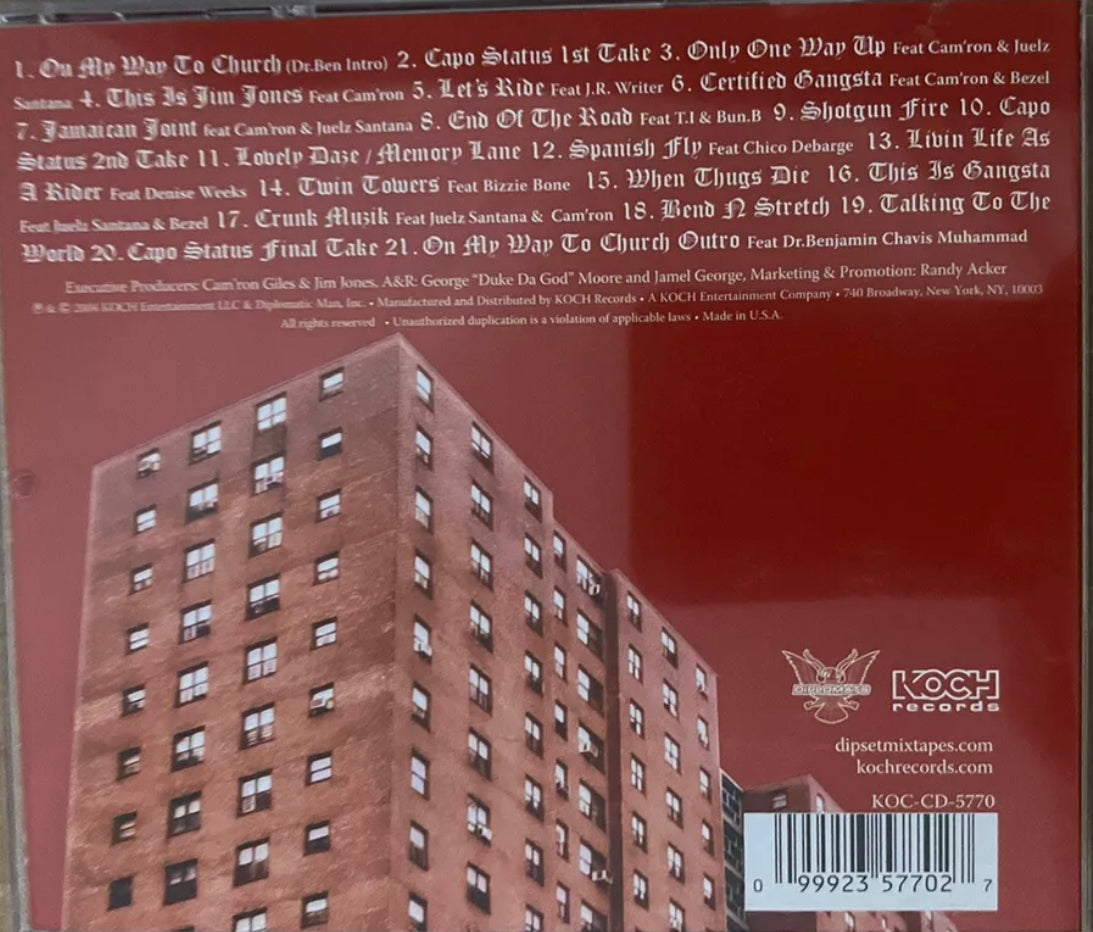 1. On My Way To Church (Dr.Ben Intro) 2. Capo Status 1st Take 3. Only One Way Up Feat Cam'ron & Juelz
Santana 4. This Is Jim Jones Feat Cam'ron 5. Let's Ride Feat J.R. Writer 6. Certified Gangsta Feat Cam'ron & Bezel
7. Jamaican Joint feat Cam'ron & Juelz Santana 8. End Of The Road Feat T.I & Bun.B 9. Shotgun Fire 10. Capo
Status 2nd Take 11. Lovely Daze / Memory Lane 12. Spanish Fly Feat Chico Debarge 13. Livin Life As
A Rider Feat Denise Weeks 14. Twin Towers Feat Bizzie Bone 15. When Thugs Die 16. This Is Gangsta
Feat Juelz Santana & Bezel 17. Crunk Muzik Feat Juelz Santana & Cam'ron 18. Bend N Stretch 19. Talking To The
World 20. Capo Status Final Take 21. On My Way To Church Outro Feat Dr.Benjamin Chavis Muhammad
Executive Producers: Cam'ron Giles & Jim Jones, A&R: George "Duke Da God" Moore and Jamel George, Marketing & Promotion: Randy Acker
℗ & © 2004 KOCH Entertainment LLC & Diplomatic Man, Inc. • Manufactured and Distributed by KOCH Records • A KOCH Entertainment Company • 740 Broadway, New York, NY, 10003
All rights reserved • Unauthorized duplication is a violation of applicable laws • Made in U.S.A.
DIPLOMATS
KOCH
records
dipsetmixtapes.com
kochrecords.com
KOC-CD-5770
0 99923 57702 7